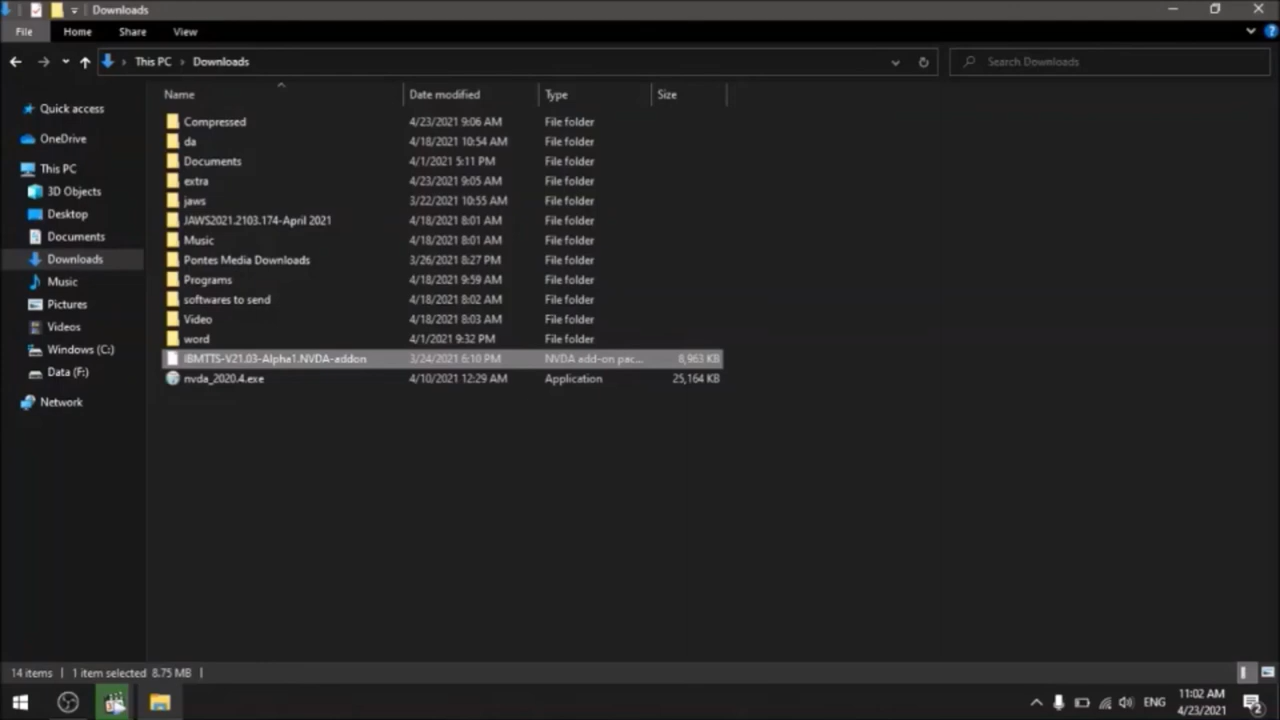 Downloads
File Home Share View
This PC Downloads Search Downloads
Name Date modified Type Size
Quick access
OneDrive
This PC
3D Objects
Desktop
Documents
Downloads
Music
Pictures
Videos
Windows (C:)
Data (F:)
Network
Compressed 4/23/2021 9:06 AM File folder
da 4/18/2021 10:54 AM File folder
Documents 4/1/2021 5:11 PM File folder
extra 4/23/2021 9:05 AM File folder
jaws 3/22/2021 10:55 AM File folder
JAWS2021.2103.174-April 2021 4/18/2021 8:01 AM File folder
Music 4/18/2021 8:01 AM File folder
Pontes Media Downloads 3/26/2021 8:27 PM File folder
Programs 4/18/2021 9:59 AM File folder
softwares to send 4/18/2021 8:02 AM File folder
Video 4/18/2021 8:03 AM File folder
word 4/1/2021 9:32 PM File folder
IBMTTS-V21.03-Alpha1.NVDA-addon 3/24/2021 6:10 PM NVDA add-on pac... 8,963 KB
nvda_2020.4.exe 4/10/2021 12:29 AM Application 25,164 KB
14 items 1 item selected 8.75 MB
ENG 11:02 AM
4/23/2021 2